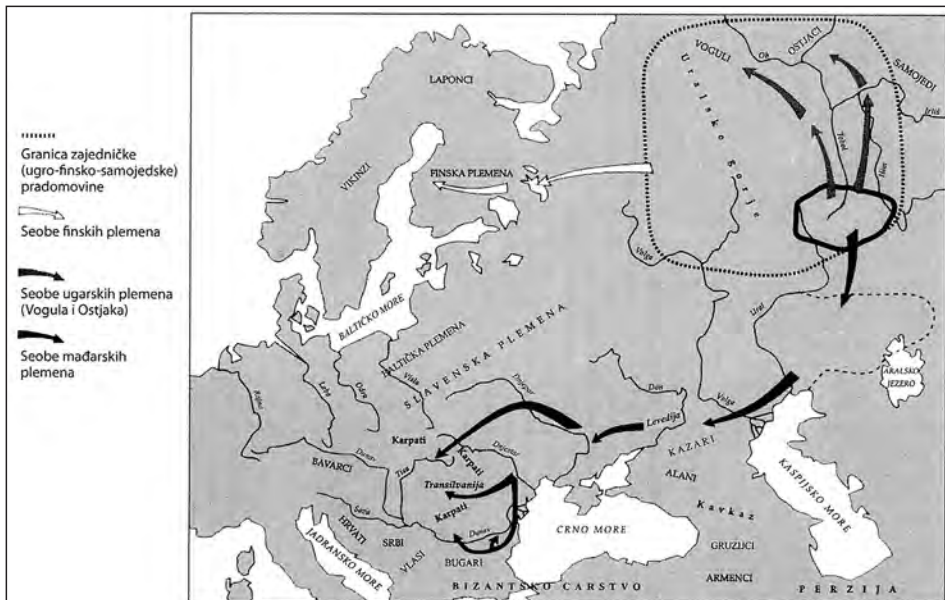 Granica zajedničke
(ugro-finsko-samojedske)
pradomovine
Seobe finskih plemena
Seobe ugarskih plemena
(Vogula i Ostjaka)
Seobe mađarskih
plemena
LAPONCI
VIKINZI
FINSKA PLEMENA
VOGULI
Ob
OSTJACI
SAMOJEDI
Uralsko gorje
Irtiš
Tobol
Išim
Volga
Ural
BALTIČKO MORE
BALTIČKA PLEMENA
SLAVENSKA PLEMENA
Rajna
Laba
Odra
Visla
Dnjepar
Don
Levedija
Volga
ARALSKO
JEZERO
KAZARI
ALANI
Karpati
Karpati
Dnjestar
BAVARCI
Dunav
Tisa
Transilvanija
Karpati
KASPIJSKO MORE
Kavkaz
Sava
HRVATI
SRBI
VLASI
Dunav
BUGARI
CRNO MORE
JADRANSKO MORE
GRUZIJCI
ARMENCI
BIZANTSKO CARSTVO
PERZIJA